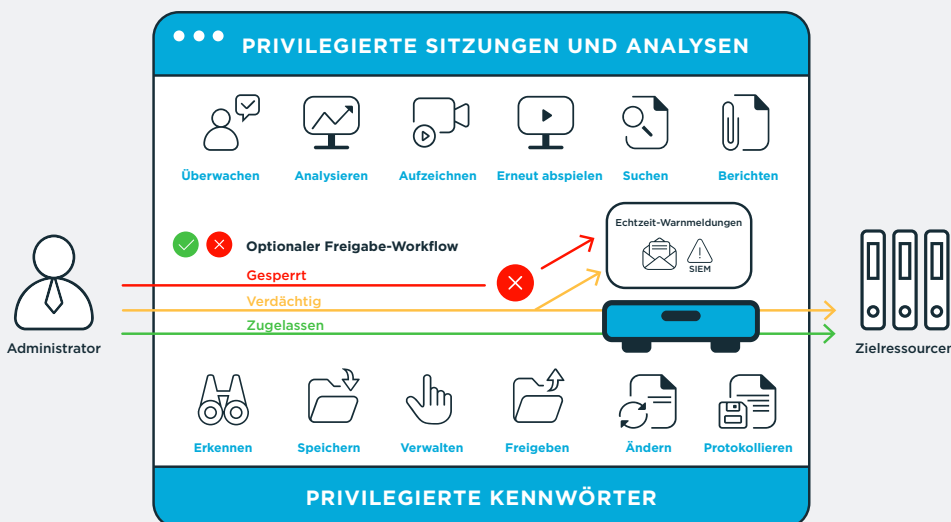 PRIVILEGIERTE SITZUNGEN UND ANALYSEN
Überwachen
Analysieren
Aufzeichnen
Erneut abspielen
Suchen
Berichten
Echtzeit-Warnmeldungen
SIEM
Optionaler Freigabe-Workflow
Gesperrt
Verdächtig
Zugelassen
Administrator
Zielressourcen
Erkennen
Speichern
Verwalten
Freigeben
Ändern
Protokollieren
PRIVILEGIERTE KENNWÖRTER